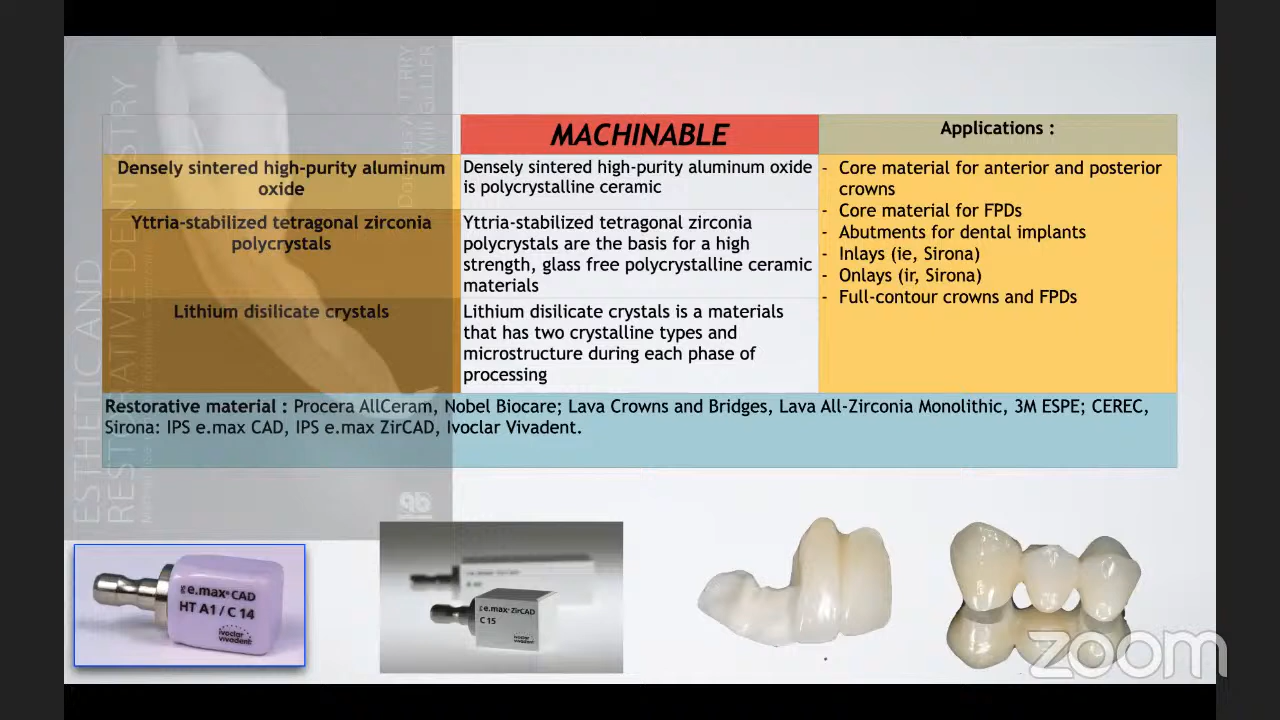 MACHINABLE
Applications :
Densely sintered high-purity aluminum
oxide
Densely sintered high-purity aluminum oxide
is polycrystalline ceramic
- Core material for anterior and posterior
crowns
- Core material for FPDs
- Abutments for dental implants
- Inlays (ie, Sirona)
- Onlays (ir, Sirona)
- Full-contour crowns and FPDs
Yttria-stabilized tetragonal zirconia
polycrystals
Yttria-stabilized tetragonal zirconia
polycrystals are the basis for a high
strength, glass free polycrystalline ceramic
materials
Lithium disilicate crystals
Lithium disilicate crystals is a materials
that has two crystalline types and
microstructure during each phase of
processing
Restorative material : Procera AllCeram, Nobel Biocare; Lava Crowns and Bridges, Lava All-Zirconia Monolithic, 3M ESPE; CEREC,
Sirona: IPS e.max CAD, IPS e.max ZirCAD, Ivoclar Vivadent.
ESTHETIC AND
RESTORATIVE DENTISTRY
TERRY
GELLER
e.max CAD
HT A1 / C 14
ivoclar
vivadent
e.max ZirCAD
C 15
ivoclar
vivadent
zoom